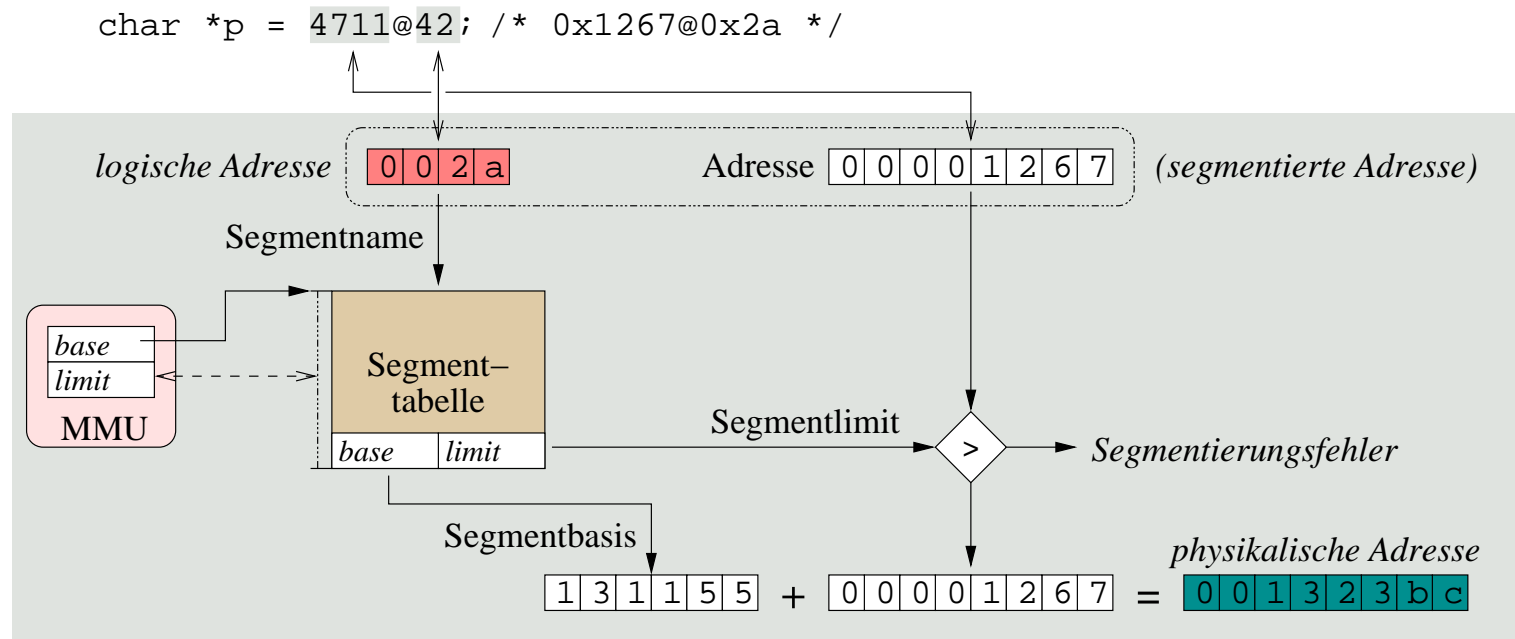 char *p = 4711@42; /* 0x1267@0x2a */
logische Adresse 0 0 2 a Adresse 0 0 0 0 1 2 6 7 (segmentierte Adresse)
Segmentname
base
limit
MMU
Segment–
tabelle
base limit
Segmentlimit > Segmentierungsfehler
Segmentbasis
physikalische Adresse
1 3 1 1 5 5 + 0 0 0 0 1 2 6 7 = 0 0 1 3 2 3 b c